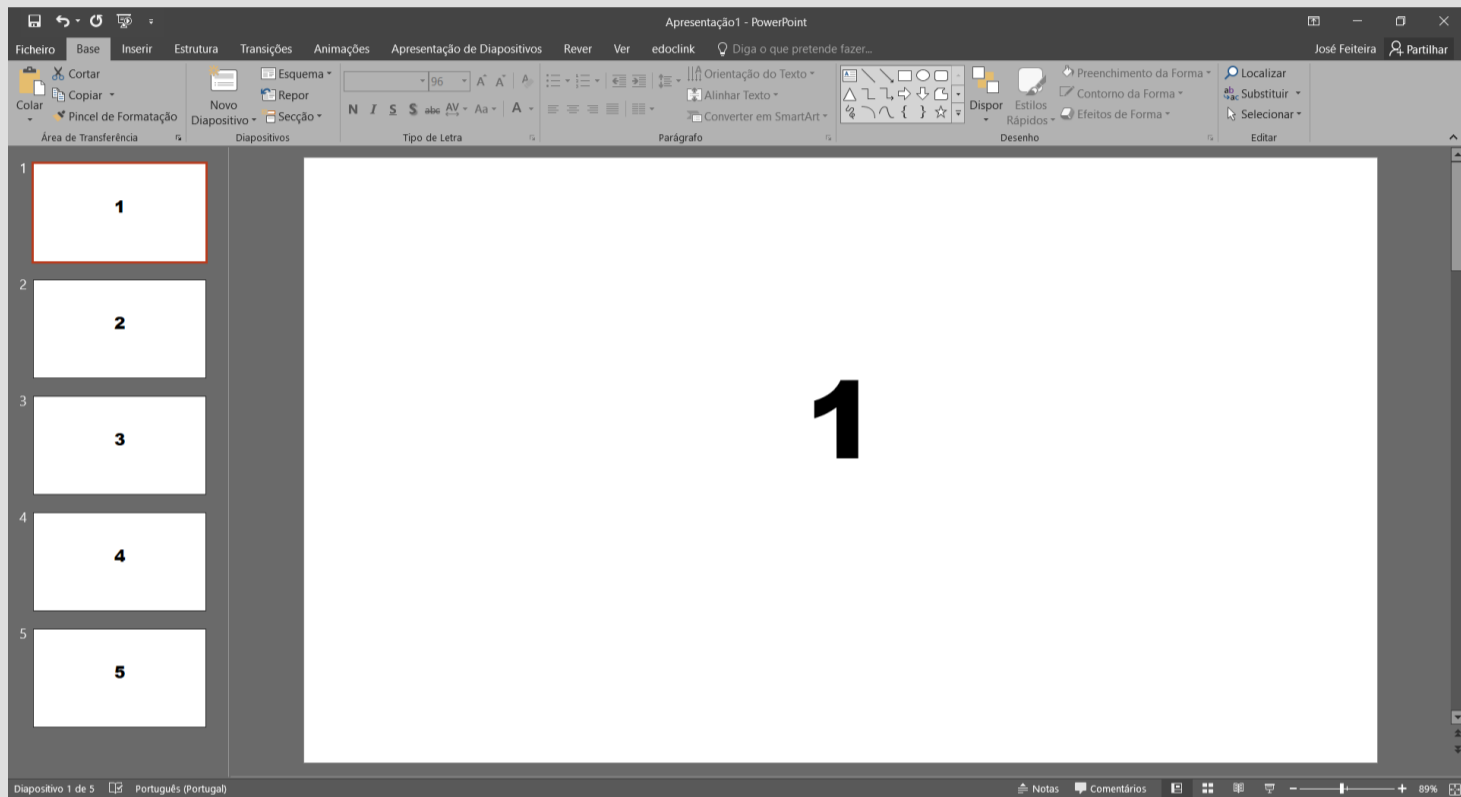 Apresentação1 - PowerPoint
Ficheiro Base Inserir Estrutura Transições Animações Apresentação de Diapositivos Rever Ver edoclink Diga o que pretende fazer... José Feiteira Partilhar
Colar
Cortar
Copiar
Pincel de Formatação
Área de Transferência
Novo Diapositivo
Esquema
Repor
Secção
Diapositivos
96 A A A
N I S S abc AV Aa A
Tipo de Letra
Orientação do Texto
Alinhar Texto
Converter em SmartArt
Parágrafo
Dispor
Estilos Rápidos
Preenchimento da Forma
Contorno da Forma
Efeitos de Forma
Desenho
Localizar
Substituir
Selecionar
Editar
1 1
2 2
3 3
4 4
5 5
1
Diapositivo 1 de 5 Português (Portugal) Notas Comentários 89%